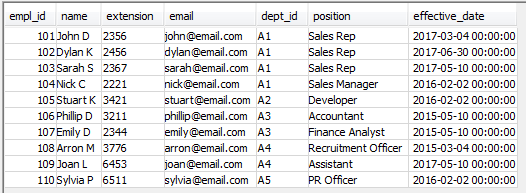 empl_id name extension email dept_id position effective_date
101 John D 2356 john@email.com A1 Sales Rep 2017-03-04 00:00:00
102 Dylan K 2456 dylan@email.com A1 Sales Rep 2017-06-30 00:00:00
103 Sarah S 2367 sarah@email.com A1 Sales Rep 2017-05-10 00:00:00
104 Nick C 2221 nick@email.com A1 Sales Manager 2016-02-02 00:00:00
105 Stuart K 3421 stuart@email.com A2 Developer 2016-02-02 00:00:00
106 Phillip D 3211 phillip@email.com A3 Accountant 2015-05-10 00:00:00
107 Emily D 2344 emily@email.com A3 Finance Analyst 2015-05-10 00:00:00
108 Arron M 3776 arron@email.com A4 Recruitment Officer 2015-03-04 00:00:00
109 Joan L 6453 joan@email.com A4 Assistant 2017-05-10 00:00:00
110 Sylvia P 6511 sylvia@email.com A5 PR Officer 2016-02-02 00:00:00